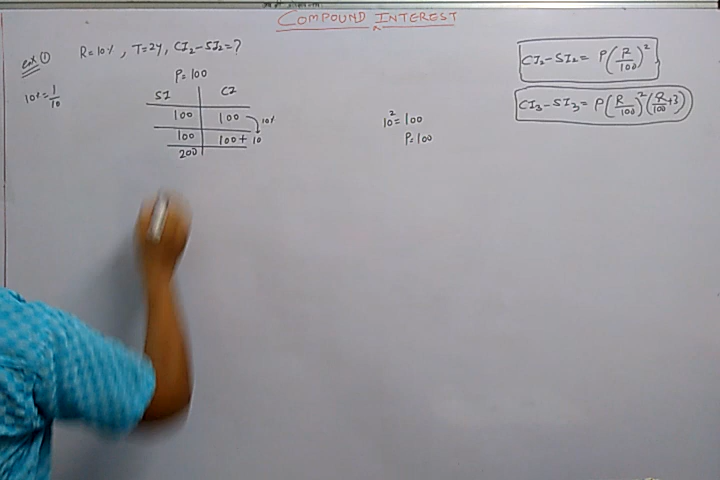 COMPOUND INTEREST
^
ex ①
R=10%, T=2Y, CI₂-SI₂=?
10%=1/10
P=100
SI CI
100 100 10%
100 100+10
200
10²=100
P=100
CI₂-SI₂= P(R/100)²
CI₃-SI₃= P(R/100)²(R/100+3)